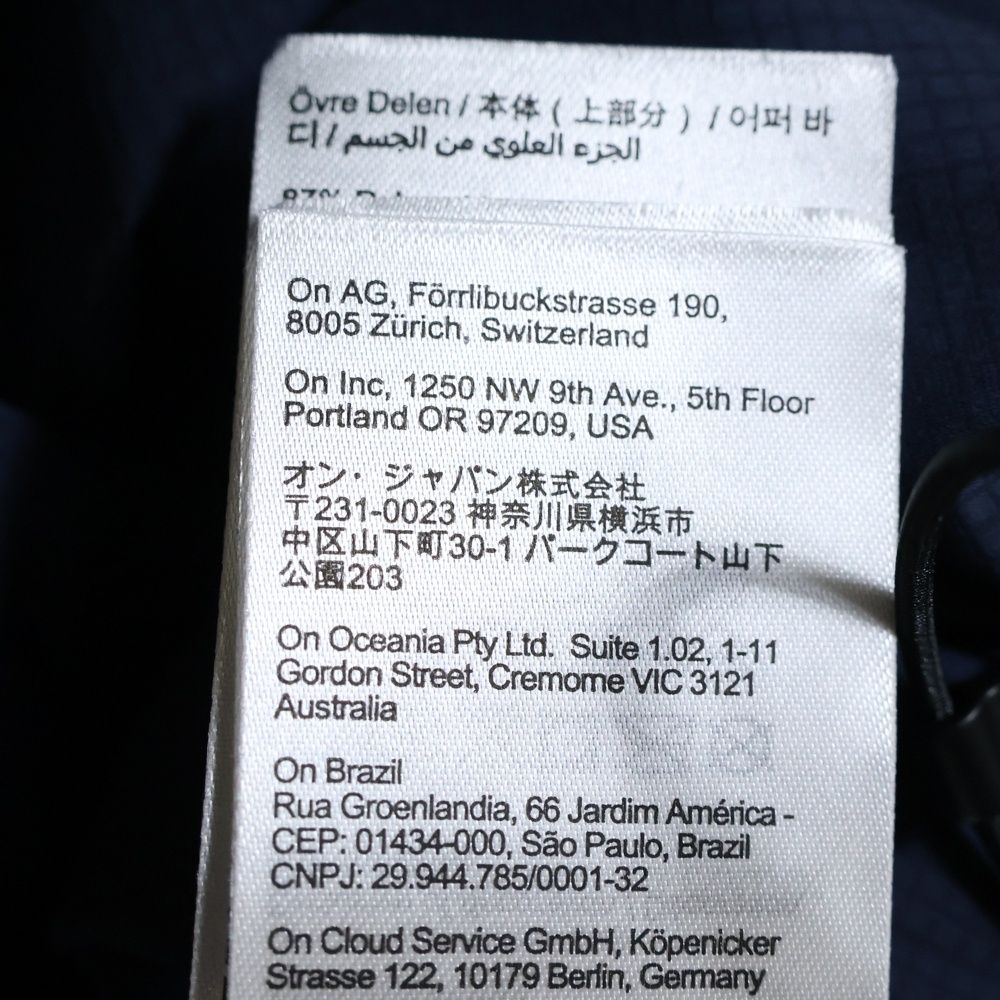 Övre Delen / 本体 ( 上部分 ) / 어퍼 바
الجزء العلوي من الجسم / 디
87%
On AG, Förrlibuckstrasse 190,
8005 Zürich, Switzerland
On Inc, 1250 NW 9th Ave., 5th Floor
Portland OR 97209, USA
オン・ジャパン株式会社
〒231-0023 神奈川県横浜市
中区山下町30-1 パークコート山下
公園203
On Oceania Pty Ltd. Suite 1.02, 1-11
Gordon Street, Cremorne VIC 3121
Australia
On Brazil
Rua Groenlandia, 66 Jardim América -
CEP: 01434-000, São Paulo, Brazil
CNPJ: 29.944.785/0001-32
On Cloud Service GmbH, Köpenicker
Strasse 122, 10179 Berlin, Germany